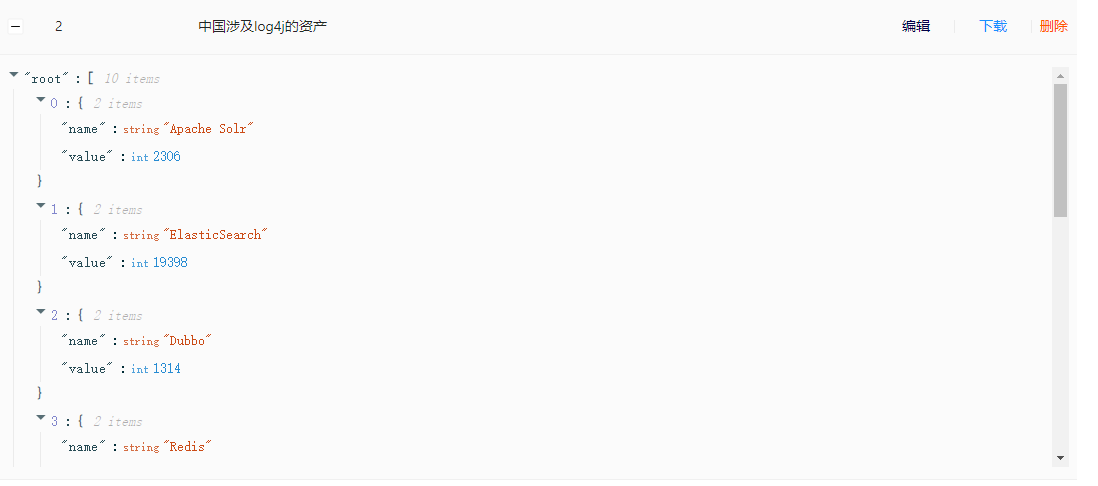 2 中国涉及log4j的资产 编辑 下载 删除
"root" : [ 10 items
0 : { 2 items
"name" : string "Apache Solr"
"value" : int 2306
}
1 : { 2 items
"name" : string "ElasticSearch"
"value" : int 19398
}
2 : { 2 items
"name" : string "Dubbo"
"value" : int 1314
}
3 : { 2 items
"name" : string "Redis"